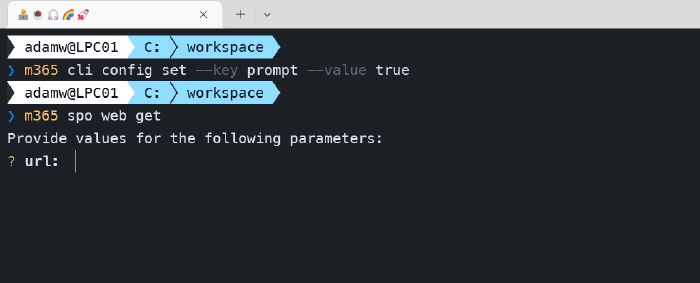 adamw@LPC01 C: workspace
❯ m365 cli config set --key prompt --value true
adamw@LPC01 C: workspace
❯ m365 spo web get
Provide values for the following parameters:
? url: